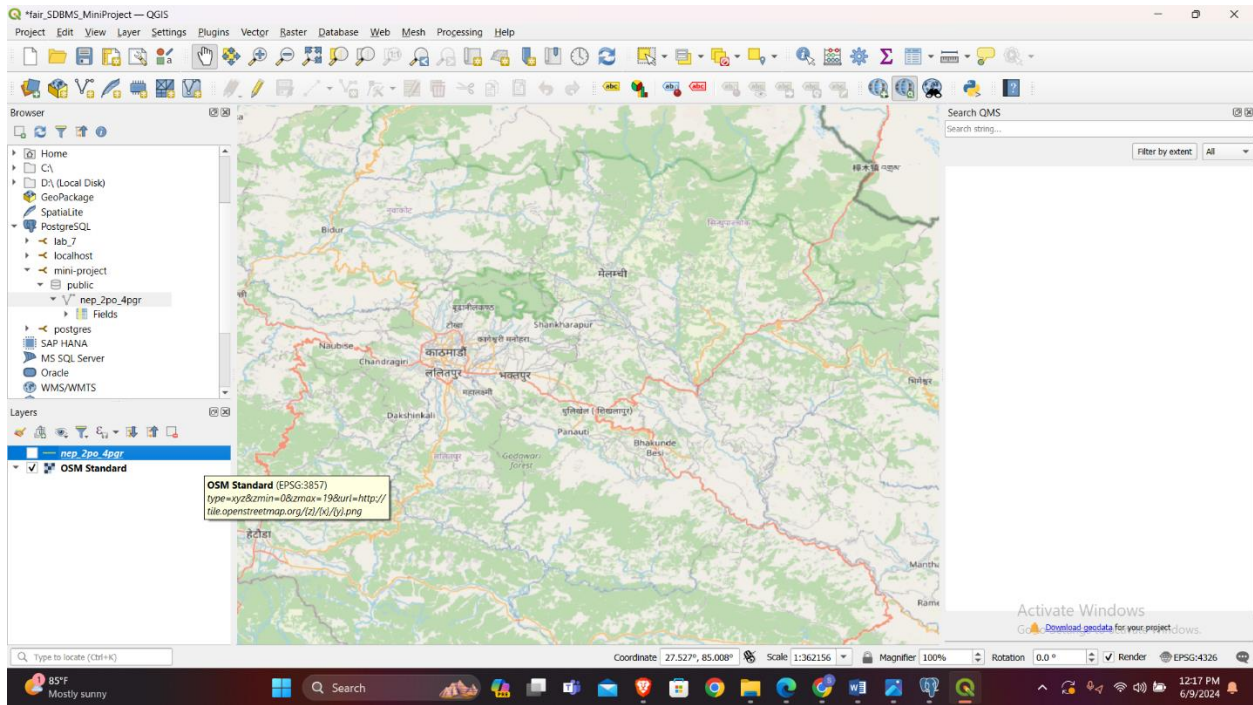 *fair_SDBMS_MiniProject — QGIS
Project Edit View Layer Settings Plugins Vector Raster Database Web Mesh Processing Help
Browser
Home
C:\
D:\ (Local Disk)
GeoPackage
SpatiaLite
PostgreSQL
lab_7
localhost
mini-project
public
nep_2po_4pgr
Fields
postgres
SAP HANA
MS SQL Server
Oracle
WMS/WMTS
Layers
nep_2po_4pgr
OSM Standard
OSM Standard (EPSG:3857)
type=xyz&zmin=0&zmax=19&url=http://
tile.openstreetmap.org/{z}/{x}/{y}.png
Bidur
मेलम्ची
टोखा
Shankharapur
Naubise
काठमाडौं
Chandragiri
ललितपुर
भक्तपुर
Dakshinkali
Panauti
Bhakunde
Besi
Godawari
forest
हेटौडा
Mantha
Rame
Search QMS
Search string...
Filter by extent All
Activate Windows
Download geodata for your project
Type to locate (Ctrl+K)
Coordinate 27.527°, 85.008° Scale 1:362156 Magnifier 100% Rotation 0.0 ° Render EPSG:4326
1
85°F
Mostly sunny
Search
12:17 PM
6/9/2024